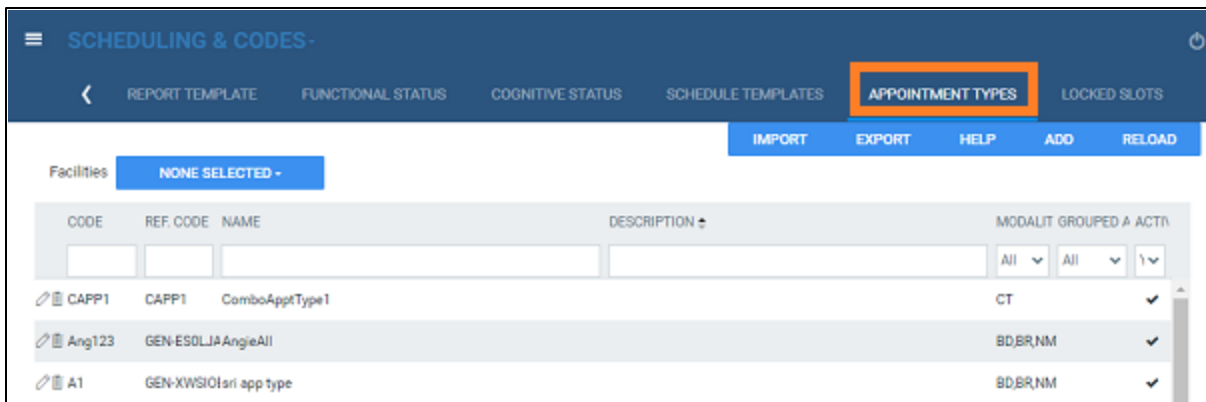 SCHEDULING & CODES
REPORT TEMPLATE FUNCTIONAL STATUS COGNITIVE STATUS SCHEDULE TEMPLATES APPOINTMENT TYPES LOCKED SLOTS
IMPORT EXPORT HELP ADD RELOAD
Facilities NONE SELECTED
CODE REF. CODE NAME DESCRIPTION MODALIT GROUPED A ACTIV
All All Y
CAPP1 CAPP1 ComboApptType1 CT
Ang123 AngieAll BD,BR,NM
A1 sri app type BD,BR,NM